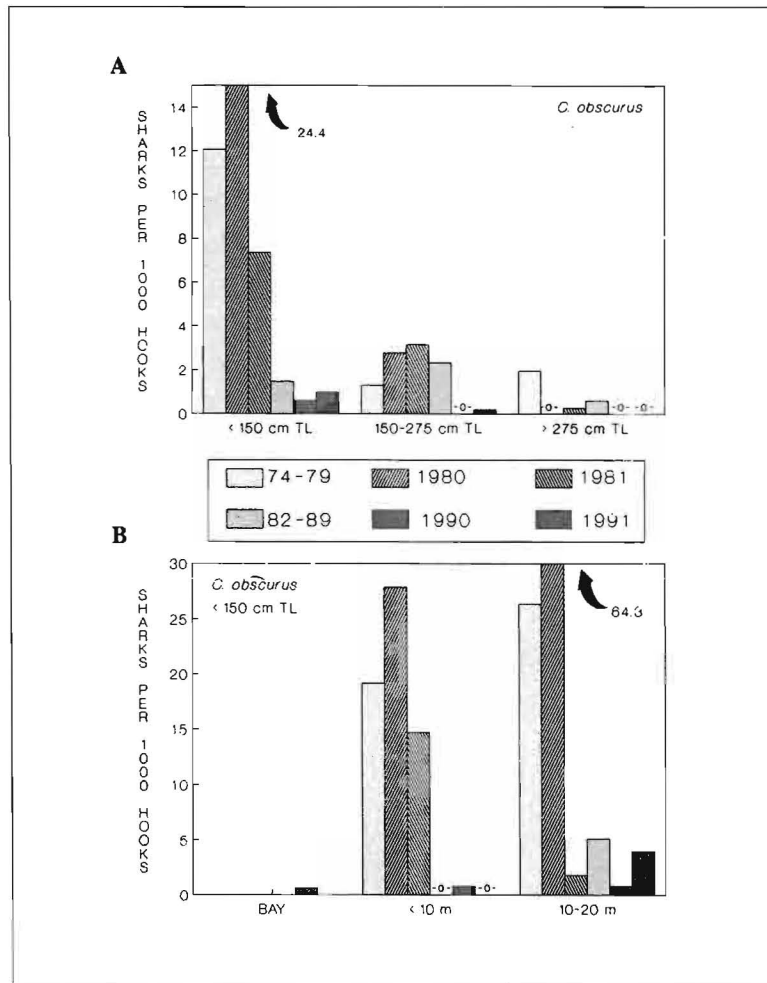 A
C. obscurus
24.4
SHARKS PER 1000 HOOKS
14
12
10
8
6
4
2
0
-0-
-0-
-0- -0-
< 150 cm TL
150-275 cm TL
> 275 cm TL
74-79
1980
1981
82-89
1990
1991
B
C. obscurus
< 150 cm TL
SHARKS PER 1000 HOOKS
30
25
20
15
10
5
0
-0-
-0-
BAY
< 10 m
10-20 m